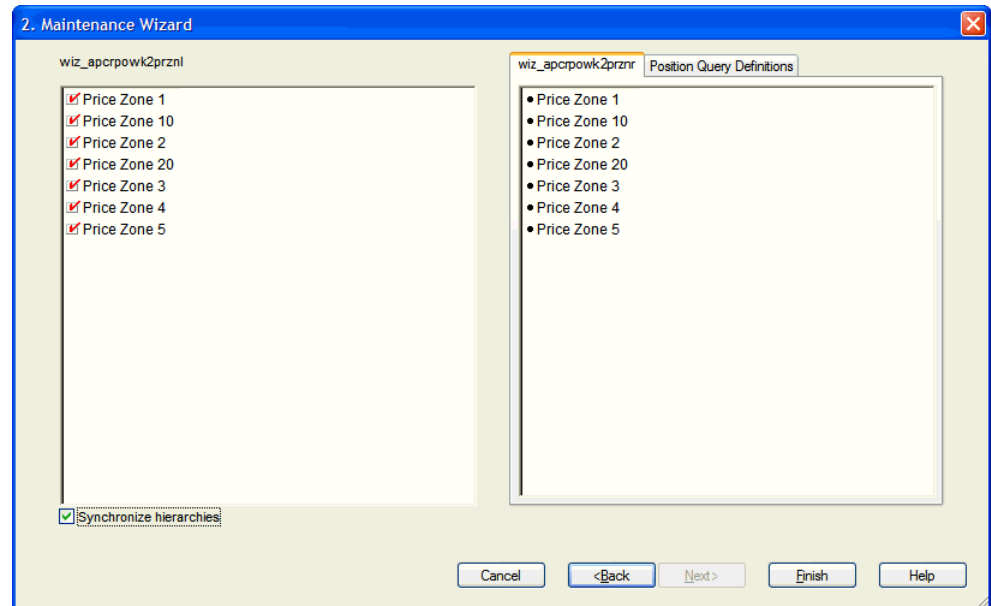 2. Maintenance Wizard
wiz_apcrpowk2prznl
Price Zone 1
Price Zone 10
Price Zone 2
Price Zone 20
Price Zone 3
Price Zone 4
Price Zone 5
Synchronize hierarchies
wiz_apcrpowk2prznr
Position Query Definitions
Price Zone 1
Price Zone 10
Price Zone 2
Price Zone 20
Price Zone 3
Price Zone 4
Price Zone 5
Cancel
<Back
Next>
Finish
Help